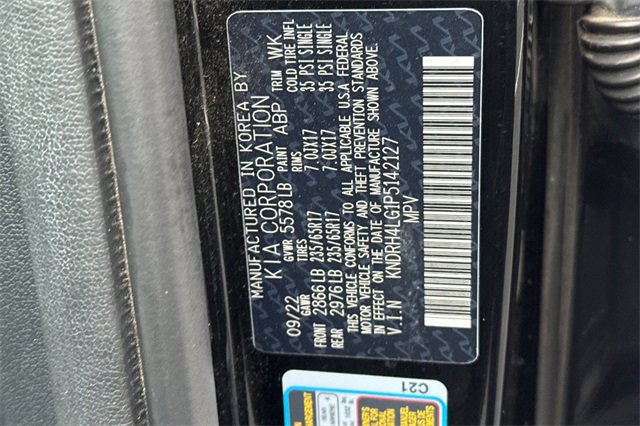 MANUFACTURED IN KOREA BY
KIA CORPORATION
09/22 GVWR 5578LB PAINT ABP TRIM WK
GAWR TIRES RIMS COLD TIRE INFL
FRONT 2866LB 235/65R17 7.0JX17 35 PSI SINGLE
REAR 2976LB 235/65R17 7.0JX17 35 PSI SINGLE
THIS VEHICLE CONFORMS TO ALL APPLICABLE U.S.A FEDERAL
MOTOR VEHICLE SAFETY AND THEFT PREVENTION STANDARDS
IN EFFECT ON THE DATE OF MANUFACTURE SHOWN ABOVE.
V.I.N KNDRH4LG1P5142127
MPV
C21